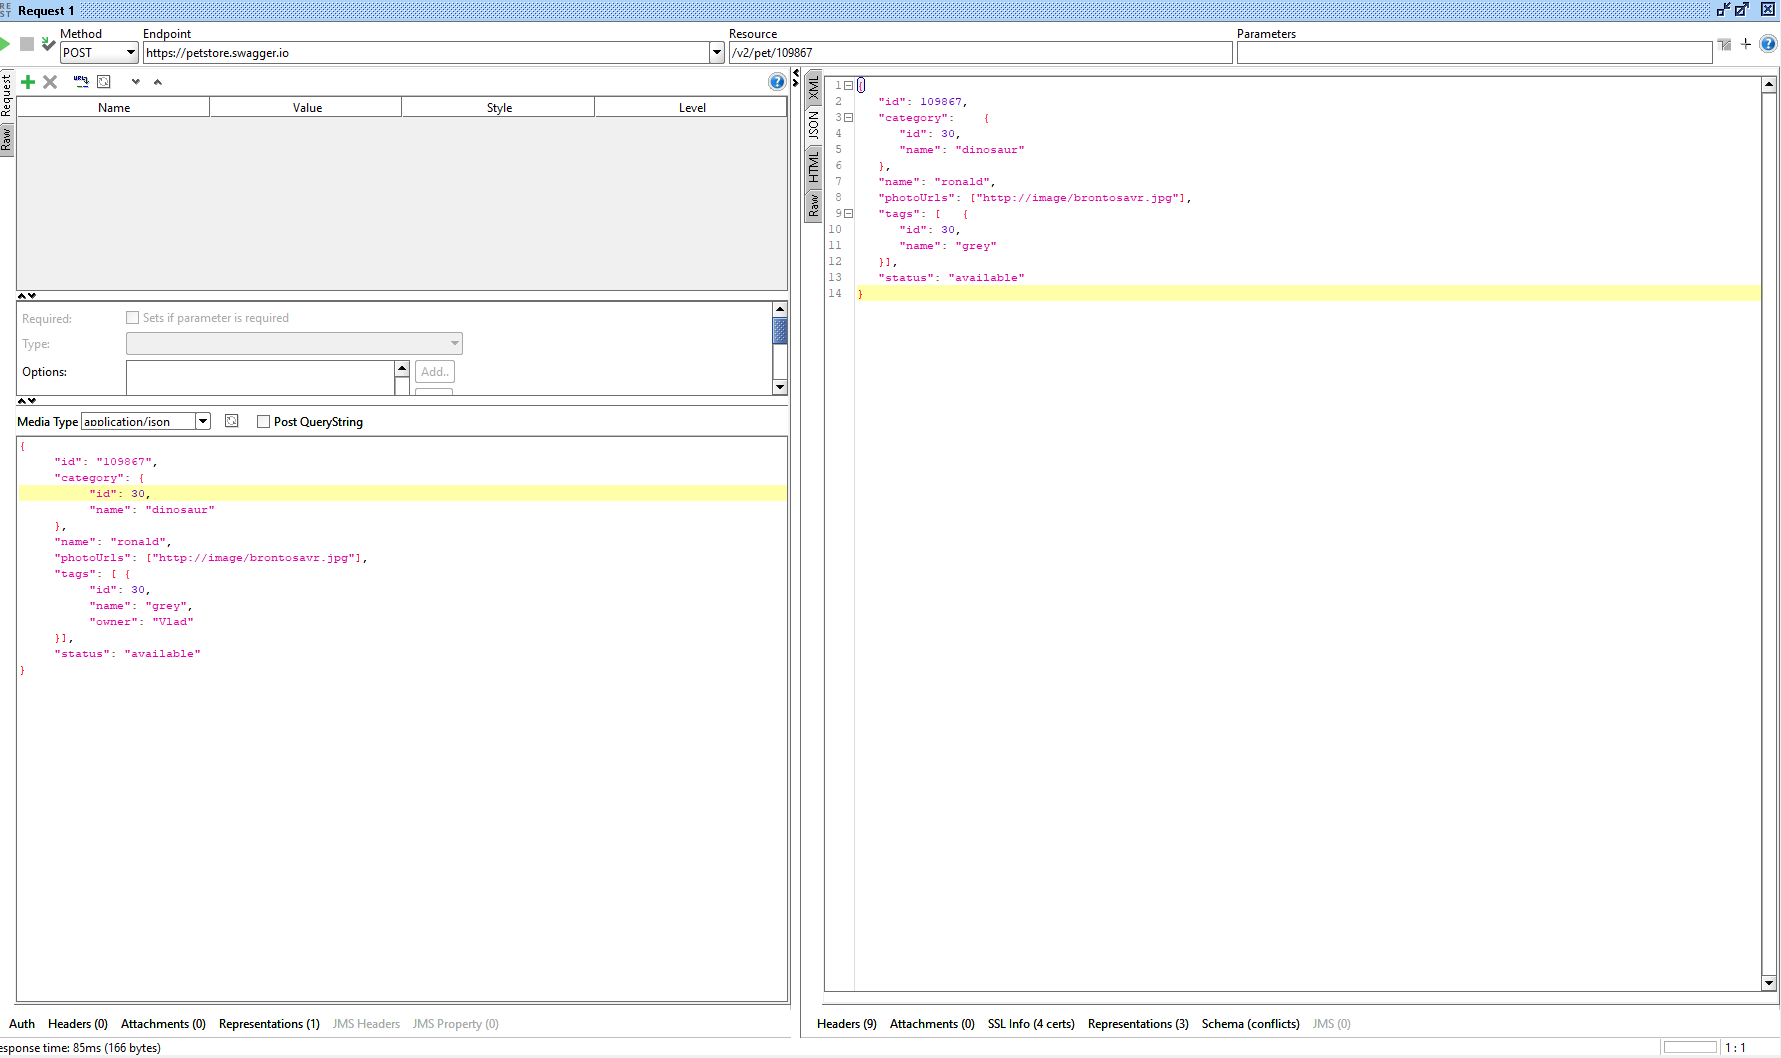 RE
ST
Request 1
Method
Endpoint
Resource
Parameters
POST
https://petstore.swagger.io
/v2/pet/109867
Request
Raw
Name Value Style Level
Required: Sets if parameter is required
Type:
Options: Add..
Media Type application/json Post QueryString
{
"id": "109867",
"category": {
"id": 30,
"name": "dinosaur"
},
"name": "ronald",
"photoUrls": ["http://image/brontosavr.jpg"],
"tags": [ {
"id": 30,
"name": "grey",
"owner": "Vlad"
}],
"status": "available"
}
Auth Headers (0) Attachments (0) Representations (1) JMS Headers JMS Property (0)
XML
JSON
HTML
Raw
1 {
2 "id": 109867,
3 "category": {
4 "id": 30,
5 "name": "dinosaur"
6 },
7 "name": "ronald",
8 "photoUrls": ["http://image/brontosavr.jpg"],
9 "tags": [ {
10 "id": 30,
11 "name": "grey"
12 }],
13 "status": "available"
14 }
Headers (9) Attachments (0) SSL Info (4 certs) Representations (3) Schema (conflicts) JMS (0)
esponse time: 85ms (166 bytes)
1 : 1